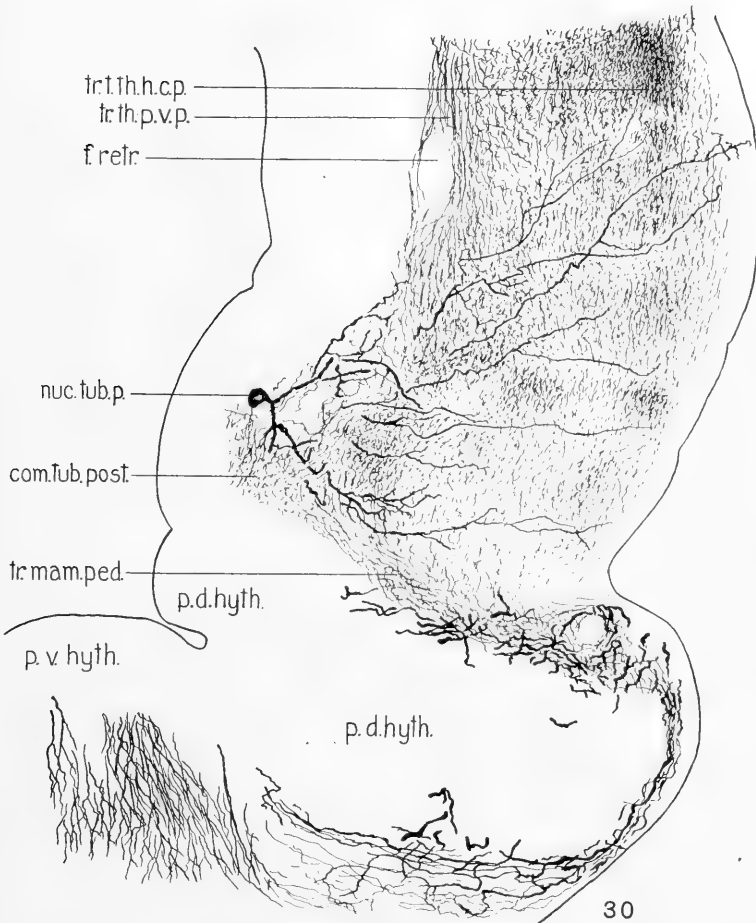 tr.t.th.h.c.p.
tr.th.p.v.p.
f. retr.
nuc. tub. p.
com. tub. post.
tr. mam. ped.
p.d. hyth.
p. v. hyth.
p. d. hyth.
30